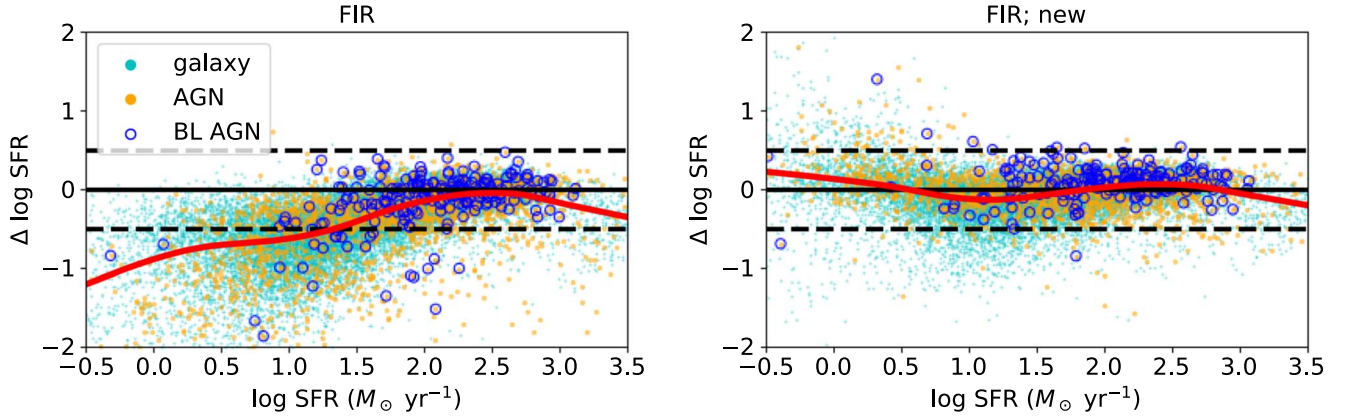 FIR
2
1
0
−1
−2
Δ log SFR
galaxy
AGN
BL AGN
−0.5 0.0 0.5 1.0 1.5 2.0 2.5 3.0 3.5
log SFR (M⊙ yr⁻¹)
FIR; new
2
1
0
−1
−2
Δ log SFR
−0.5 0.0 0.5 1.0 1.5 2.0 2.5 3.0 3.5
log SFR (M⊙ yr⁻¹)